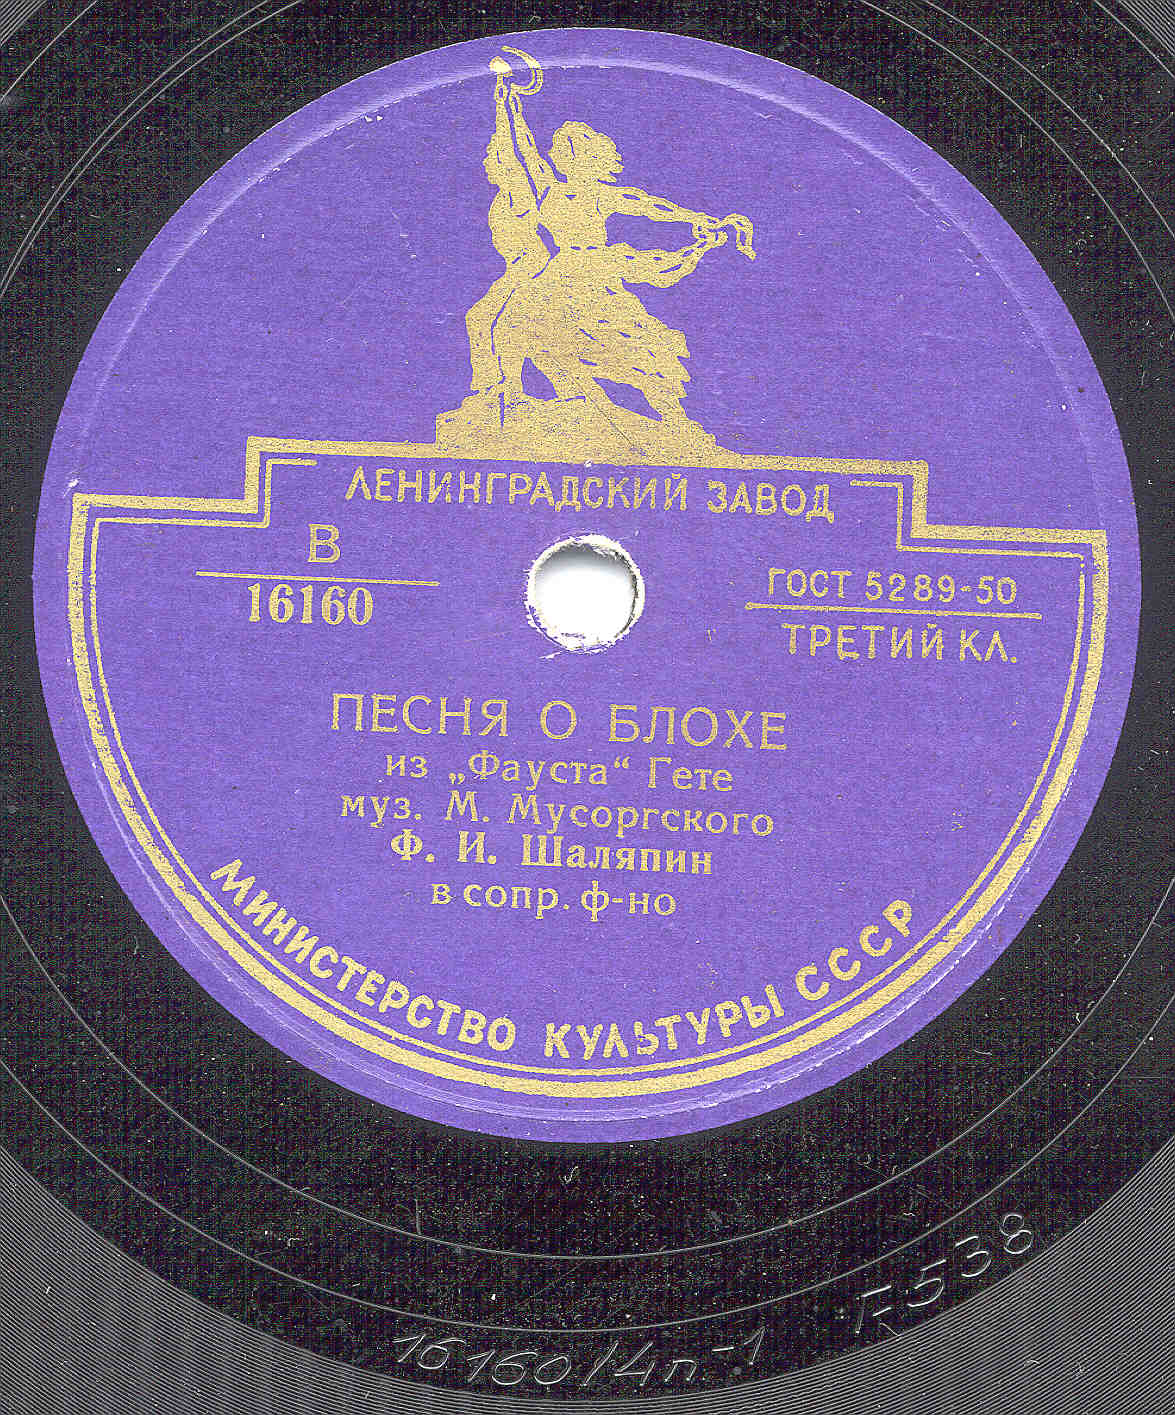 ЛЕНИНГРАДСКИЙ ЗАВОД
В
16160
ГОСТ 5289-50
ТРЕТИЙ КЛ.
ПЕСНЯ О БЛОХЕ
из „Фауста“ Гете
муз. М. Мусоргского
Ф. И. Шаляпин
в сопр. ф-но
МИНИСТЕРСТВО КУЛЬТУРЫ СССР
16160/4п-1